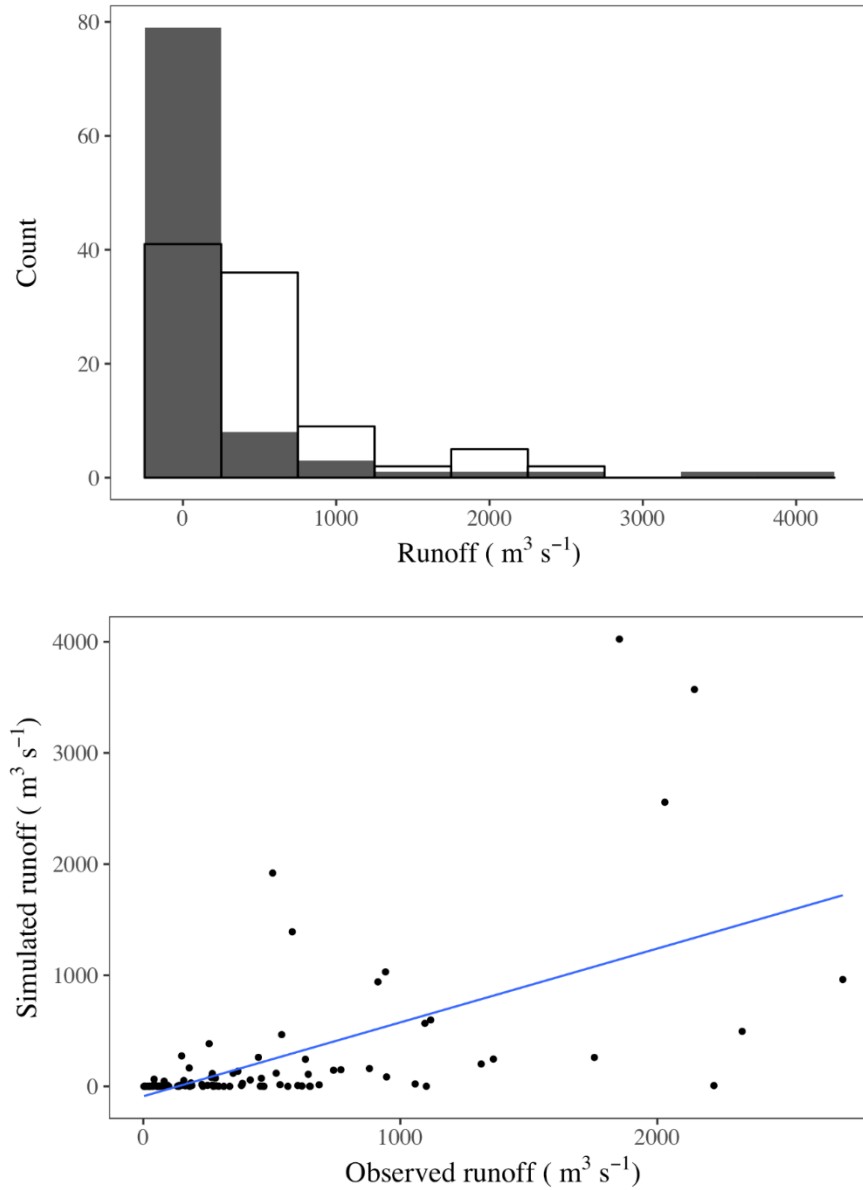 80
60
40
20
0
Count
0 1000 2000 3000 4000
Runoff ( m³ s⁻¹)
4000
3000
2000
1000
0
Simulated runoff ( m³ s⁻¹)
0 1000 2000
Observed runoff ( m³ s⁻¹)